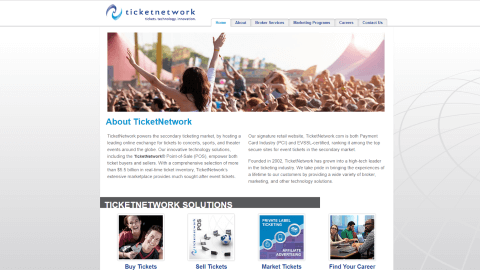 ticketnetwork
tickets. technology. innovation.
Home
About
Broker Services
Marketing Programs
Careers
Contact Us
About TicketNetwork
TicketNetwork powers the secondary ticketing market, by hosting a
leading online exchange for tickets to concerts, sports, and theater
events around the globe. Our innovative technology solutions,
including the TicketNetwork® Point-of-Sale (POS), empower both
ticket buyers and sellers. With a comprehensive selection of more
than $5.5 billion in real-time ticket inventory, TicketNetwork's
extensive marketplace provides much sought-after event tickets.
Our signature retail website, TicketNetwork.com is both Payment
Card Industry (PCI) and EV/SSL-certified, ranking it among the top
secure sites for event tickets in the secondary market.
Founded in 2002, TicketNetwork has grown into a high-tech leader
in the ticketing industry. We take pride in bringing the experiences of
a lifetime to our customers by providing a wide variety of broker,
marketing, and other technology solutions.
TICKETNETWORK SOLUTIONS
POS
PRIVATE LABEL
TICKETING
AFFILIATE
ADVERTISING
Buy Tickets
Sell Tickets
Market Tickets
Find Your Career